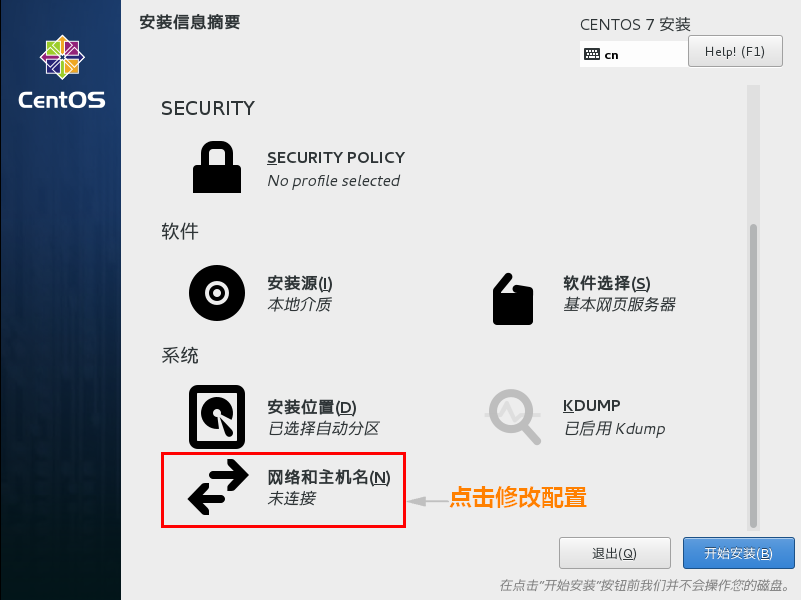 安装信息摘要
CENTOS 7 安装
cn
Help! (F1)
CentOS
SECURITY
SECURITY POLICY
No profile selected
软件
安装源(I)
本地介质
软件选择(S)
基本网页服务器
系统
安装位置(D)
已选择自动分区
KDUMP
已启用 Kdump
网络和主机名(N)
未连接
点击修改配置
退出(Q)
开始安装(B)
在点击"开始安装"按钮前我们并不会操作您的磁盘。